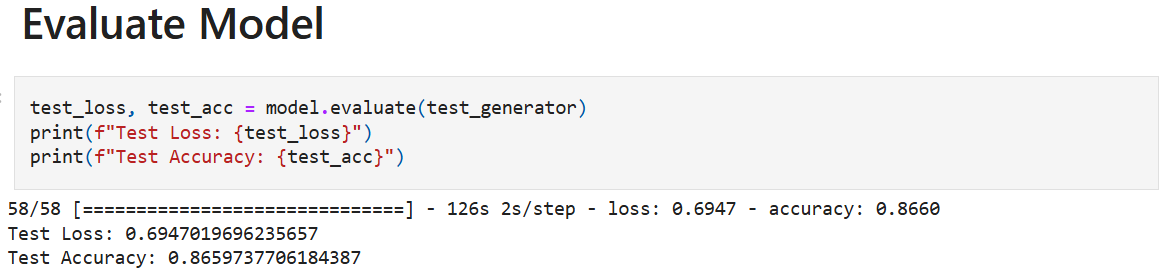 Evaluate Model
test_loss, test_acc = model.evaluate(test_generator)
print(f"Test Loss: {test_loss}")
print(f"Test Accuracy: {test_acc}")
58/58 [==============================] - 126s 2s/step - loss: 0.6947 - accuracy: 0.8660
Test Loss: 0.6947019696235657
Test Accuracy: 0.8659737706184387